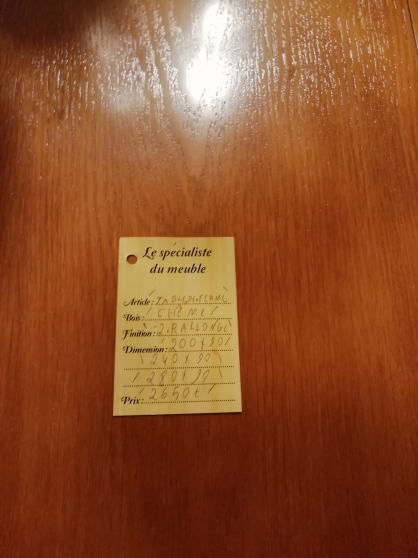 Le spécialiste
du meuble
Article: TABLE
Bois: CHÊNE
Finition: 2 RALLONGE
Dimension: 200 x 90
240 x 90
280 x 90
Prix: 2650 €